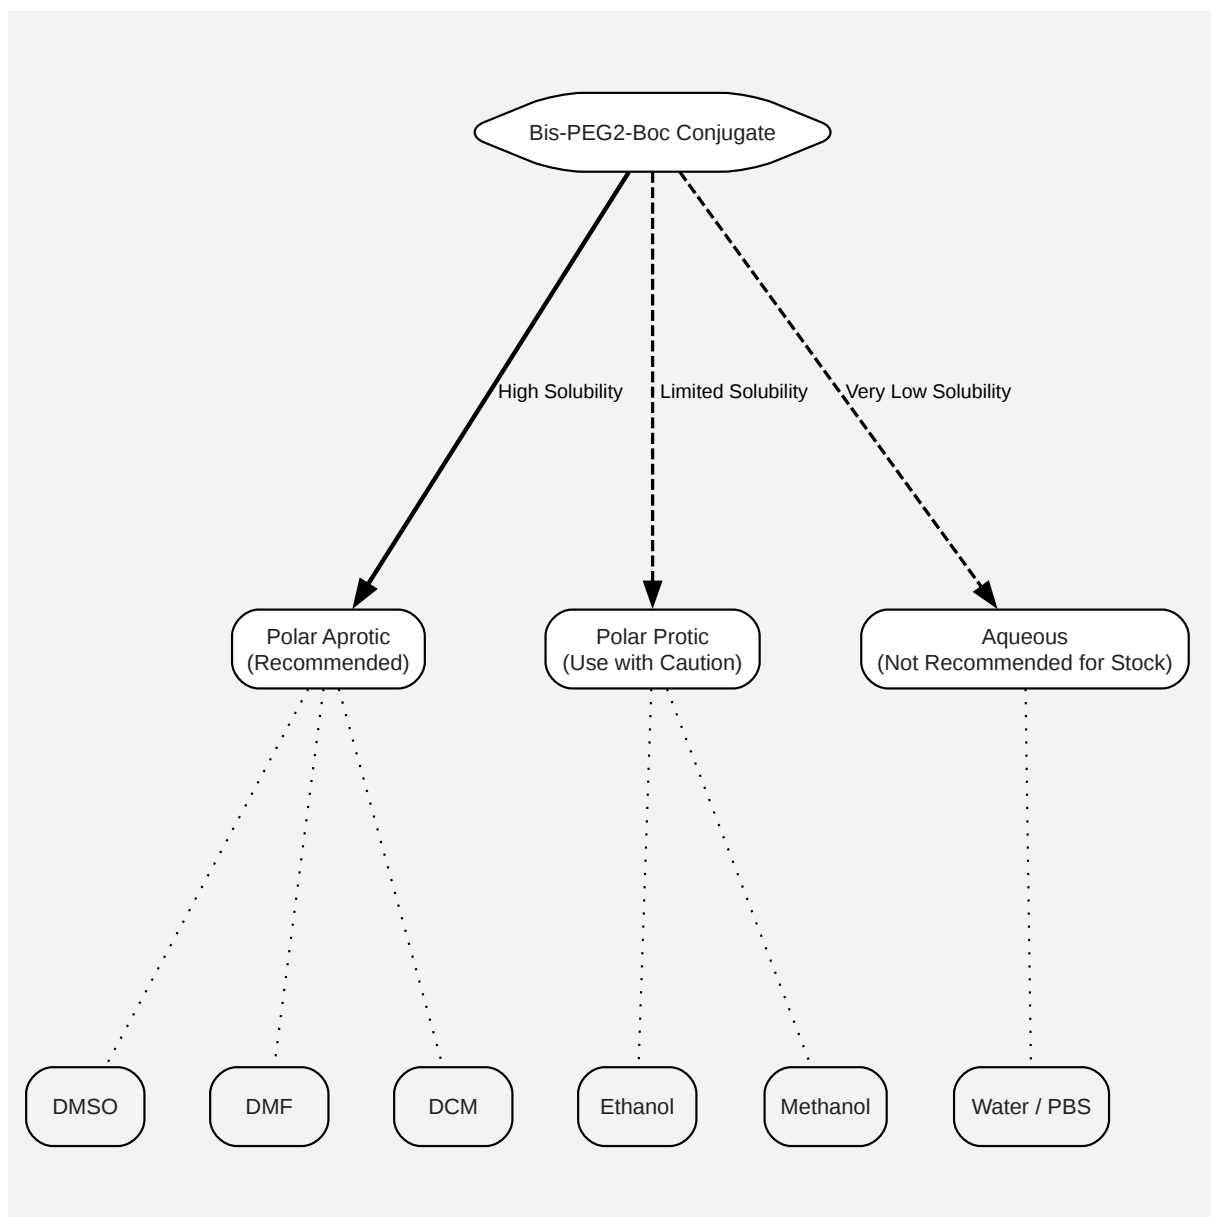 Bis-PEG2-Boc Conjugate
High Solubility
Limited Solubility
Very Low Solubility
Polar Aprotic
(Recommended)
Polar Protic
(Use with Caution)
Aqueous
(Not Recommended for Stock)
DMSO
DMF
DCM
Ethanol
Methanol
Water / PBS